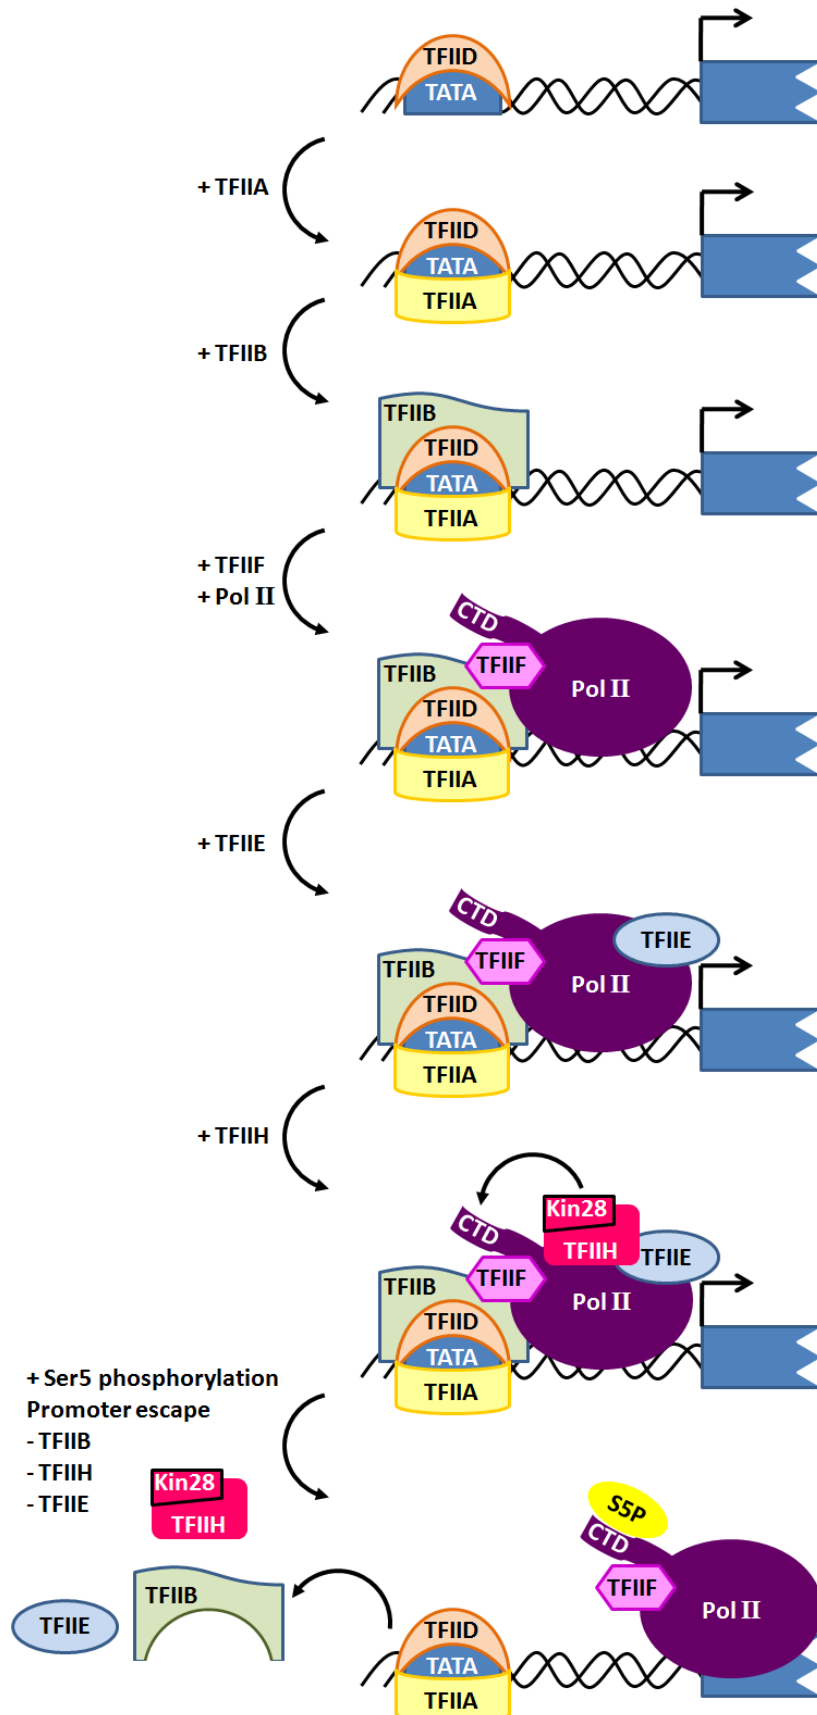 TFIID
TATA
+ TFIIA
TFIID
TATA
TFIIA
+ TFIIB
TFIIB
TFIID
TATA
TFIIA
+ TFIIF
+ Pol II
CTD
TFIIF
TFIIB
Pol II
TFIID
TATA
TFIIA
+ TFIIE
CTD
TFIIE
TFIIF
TFIIB
Pol II
TFIID
TATA
TFIIA
+ TFIIH
Kin28
CTD
TFIIH
TFIIE
TFIIF
TFIIB
Pol II
TFIID
TATA
TFIIA
+ Ser5 phosphorylation
Promoter escape
- TFIIB
- TFIIH
- TFIIE
Kin28
TFIIH
S5P
CTD
TFIIF
TFIIB
Pol II
TFIIE
TFIID
TATA
TFIIA